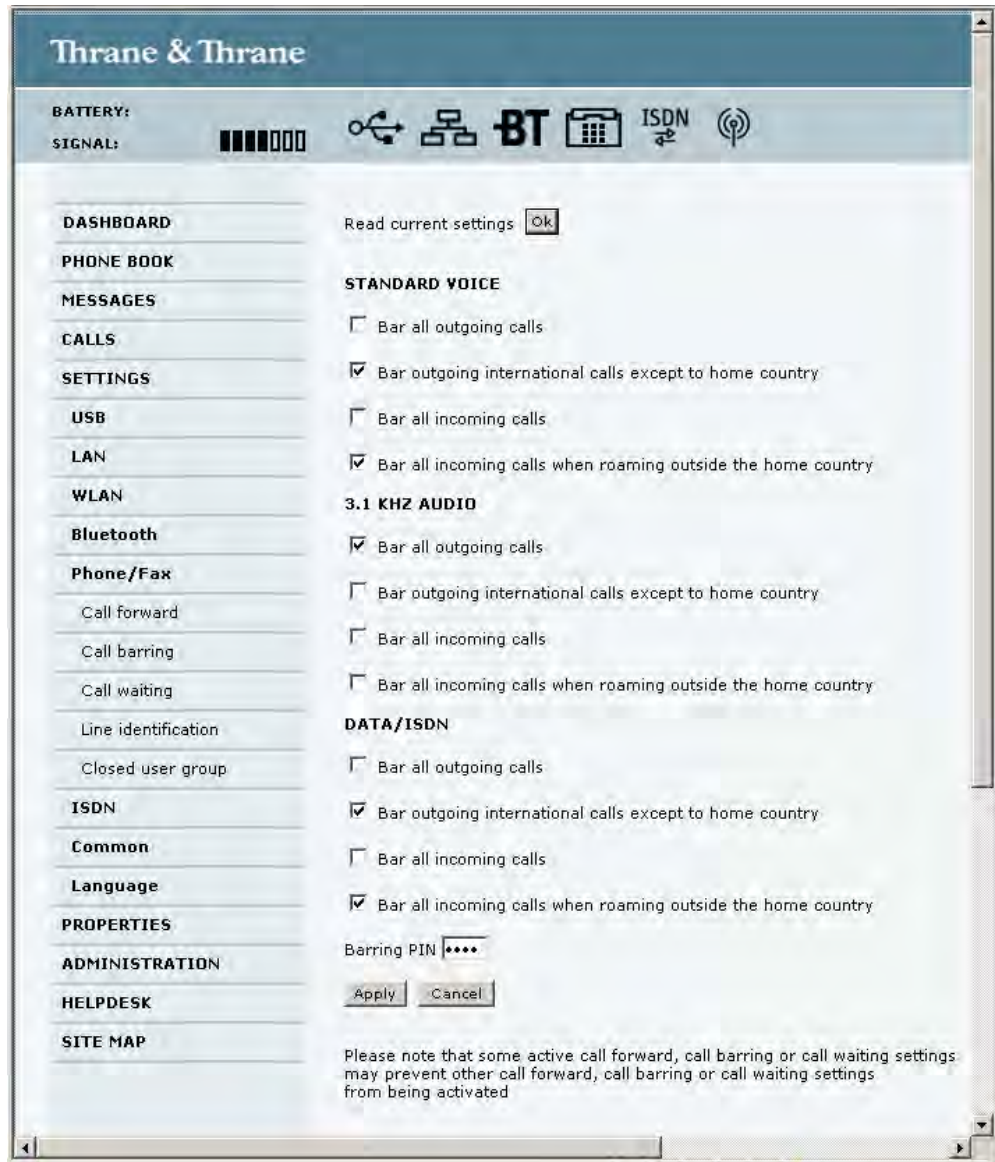 Thrane & Thrane
BATTERY:
SIGNAL:
BT
ISDN
DASHBOARD
PHONE BOOK
MESSAGES
CALLS
SETTINGS
USB
LAN
WLAN
Bluetooth
Phone/Fax
Call forward
Call barring
Call waiting
Line identification
Closed user group
ISDN
Common
Language
PROPERTIES
ADMINISTRATION
HELPDESK
SITE MAP
Read current settings Ok
STANDARD VOICE
Bar all outgoing calls
Bar outgoing international calls except to home country
Bar all incoming calls
Bar all incoming calls when roaming outside the home country
3.1 KHZ AUDIO
Bar all outgoing calls
Bar outgoing international calls except to home country
Bar all incoming calls
Bar all incoming calls when roaming outside the home country
DATA/ISDN
Bar all outgoing calls
Bar outgoing international calls except to home country
Bar all incoming calls
Bar all incoming calls when roaming outside the home country
Barring PIN ••••
Apply Cancel
Please note that some active call forward, call barring or call waiting settings
may prevent other call forward, call barring or call waiting settings
from being activated